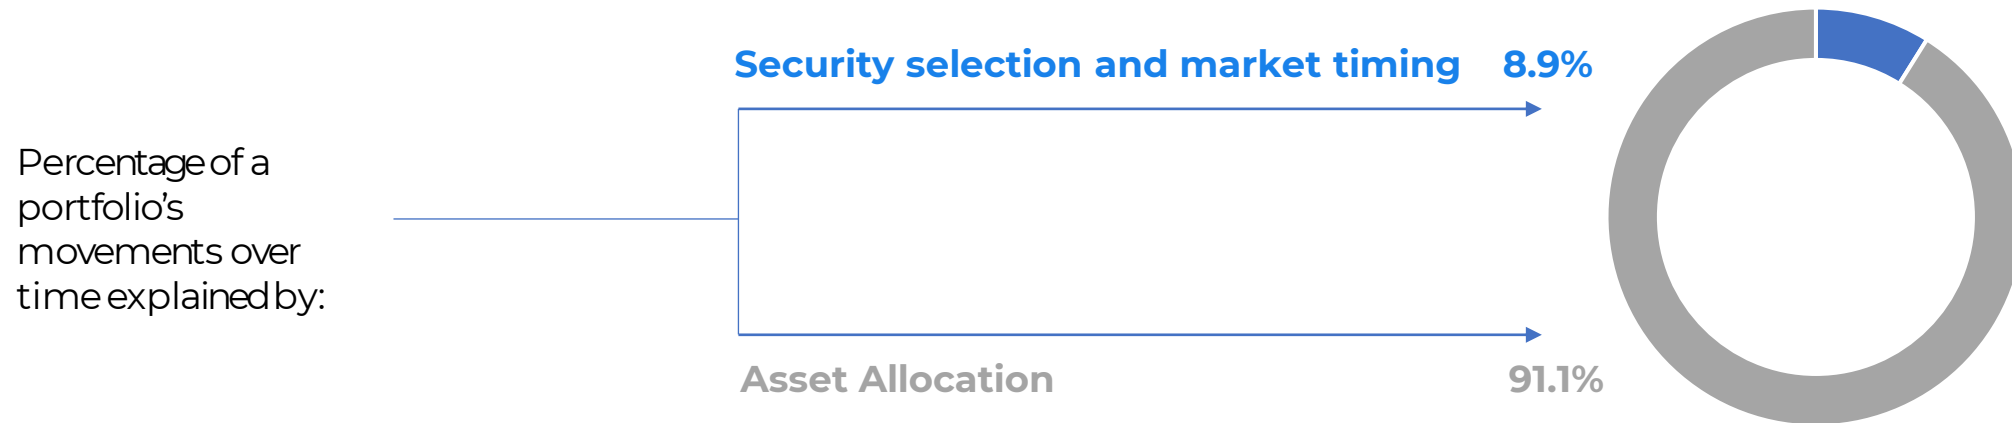 Security selection and market timing 8.9%
Percentage of a
portfolio’s
movements over
time explained by:
Asset Allocation 91.1%